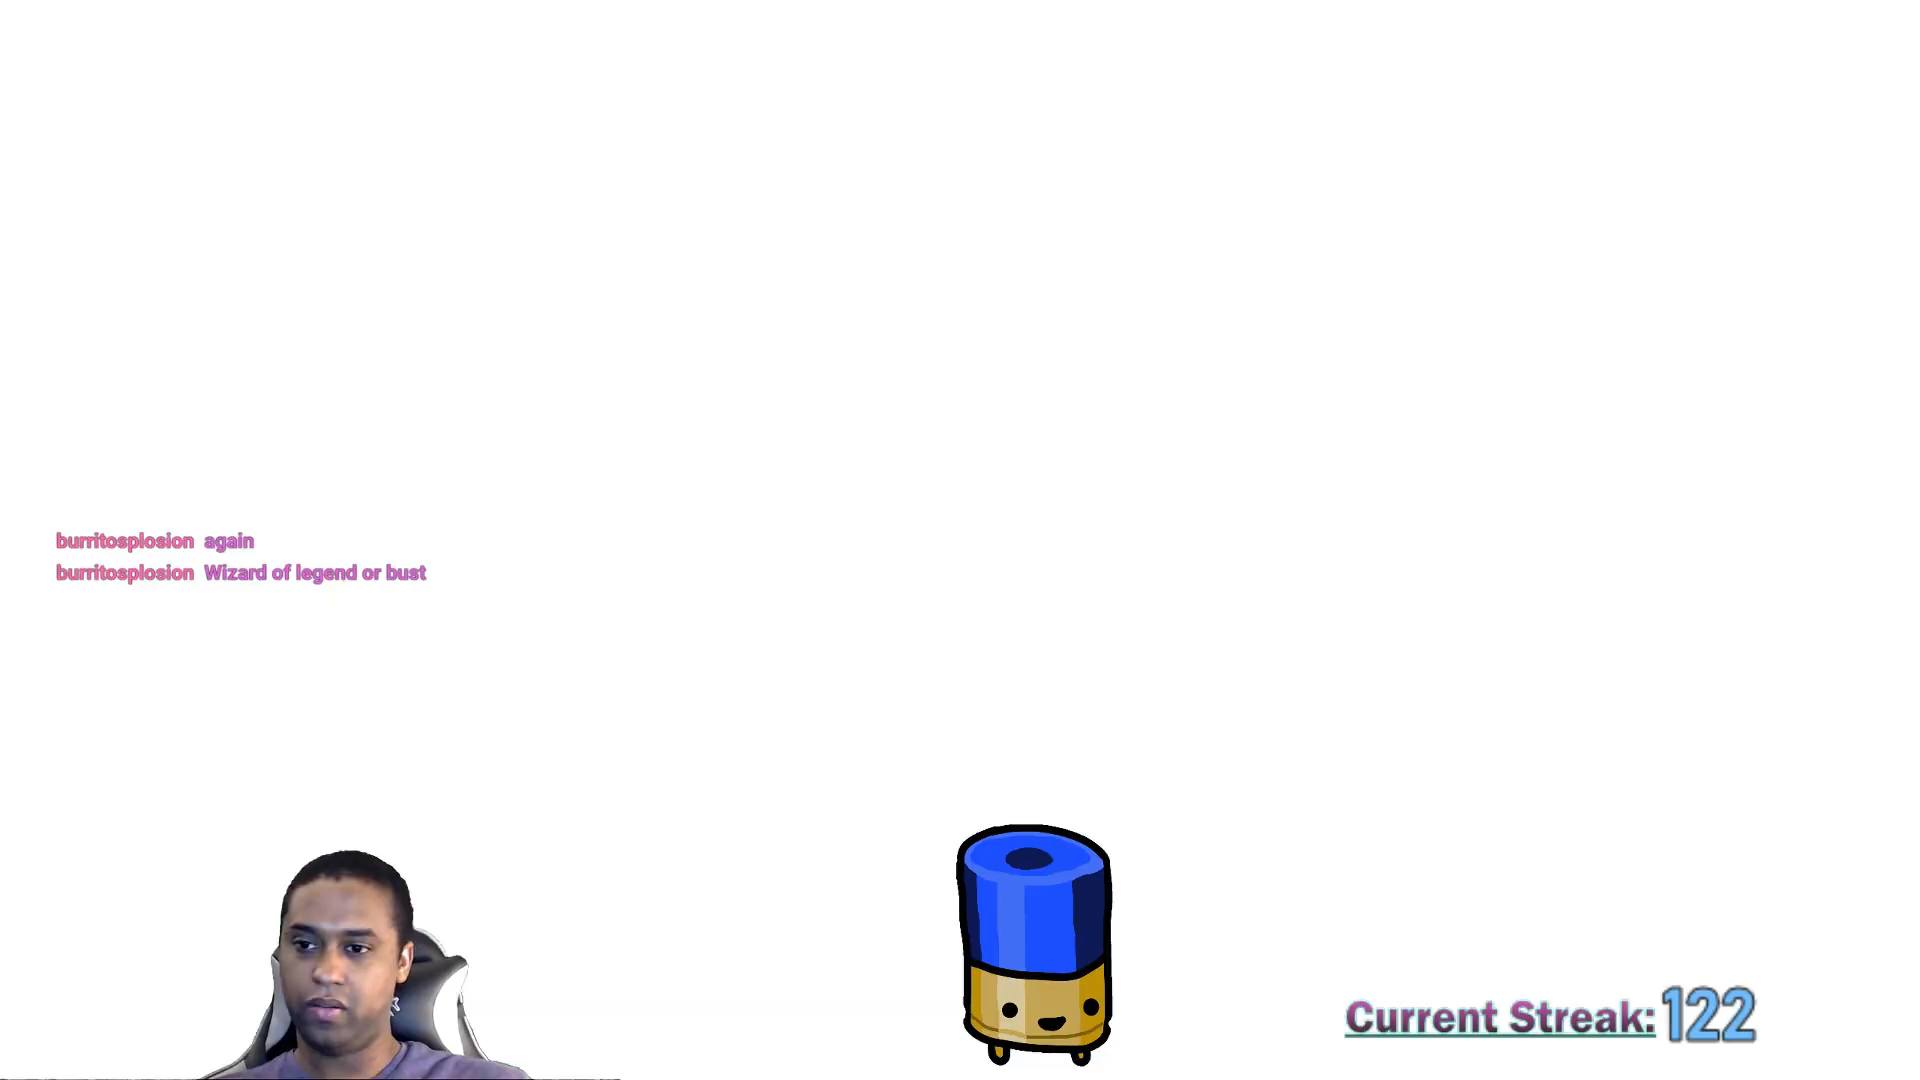 burritosplosion again
burritosplosion Wizard of legend or bust
Current Streak: 122